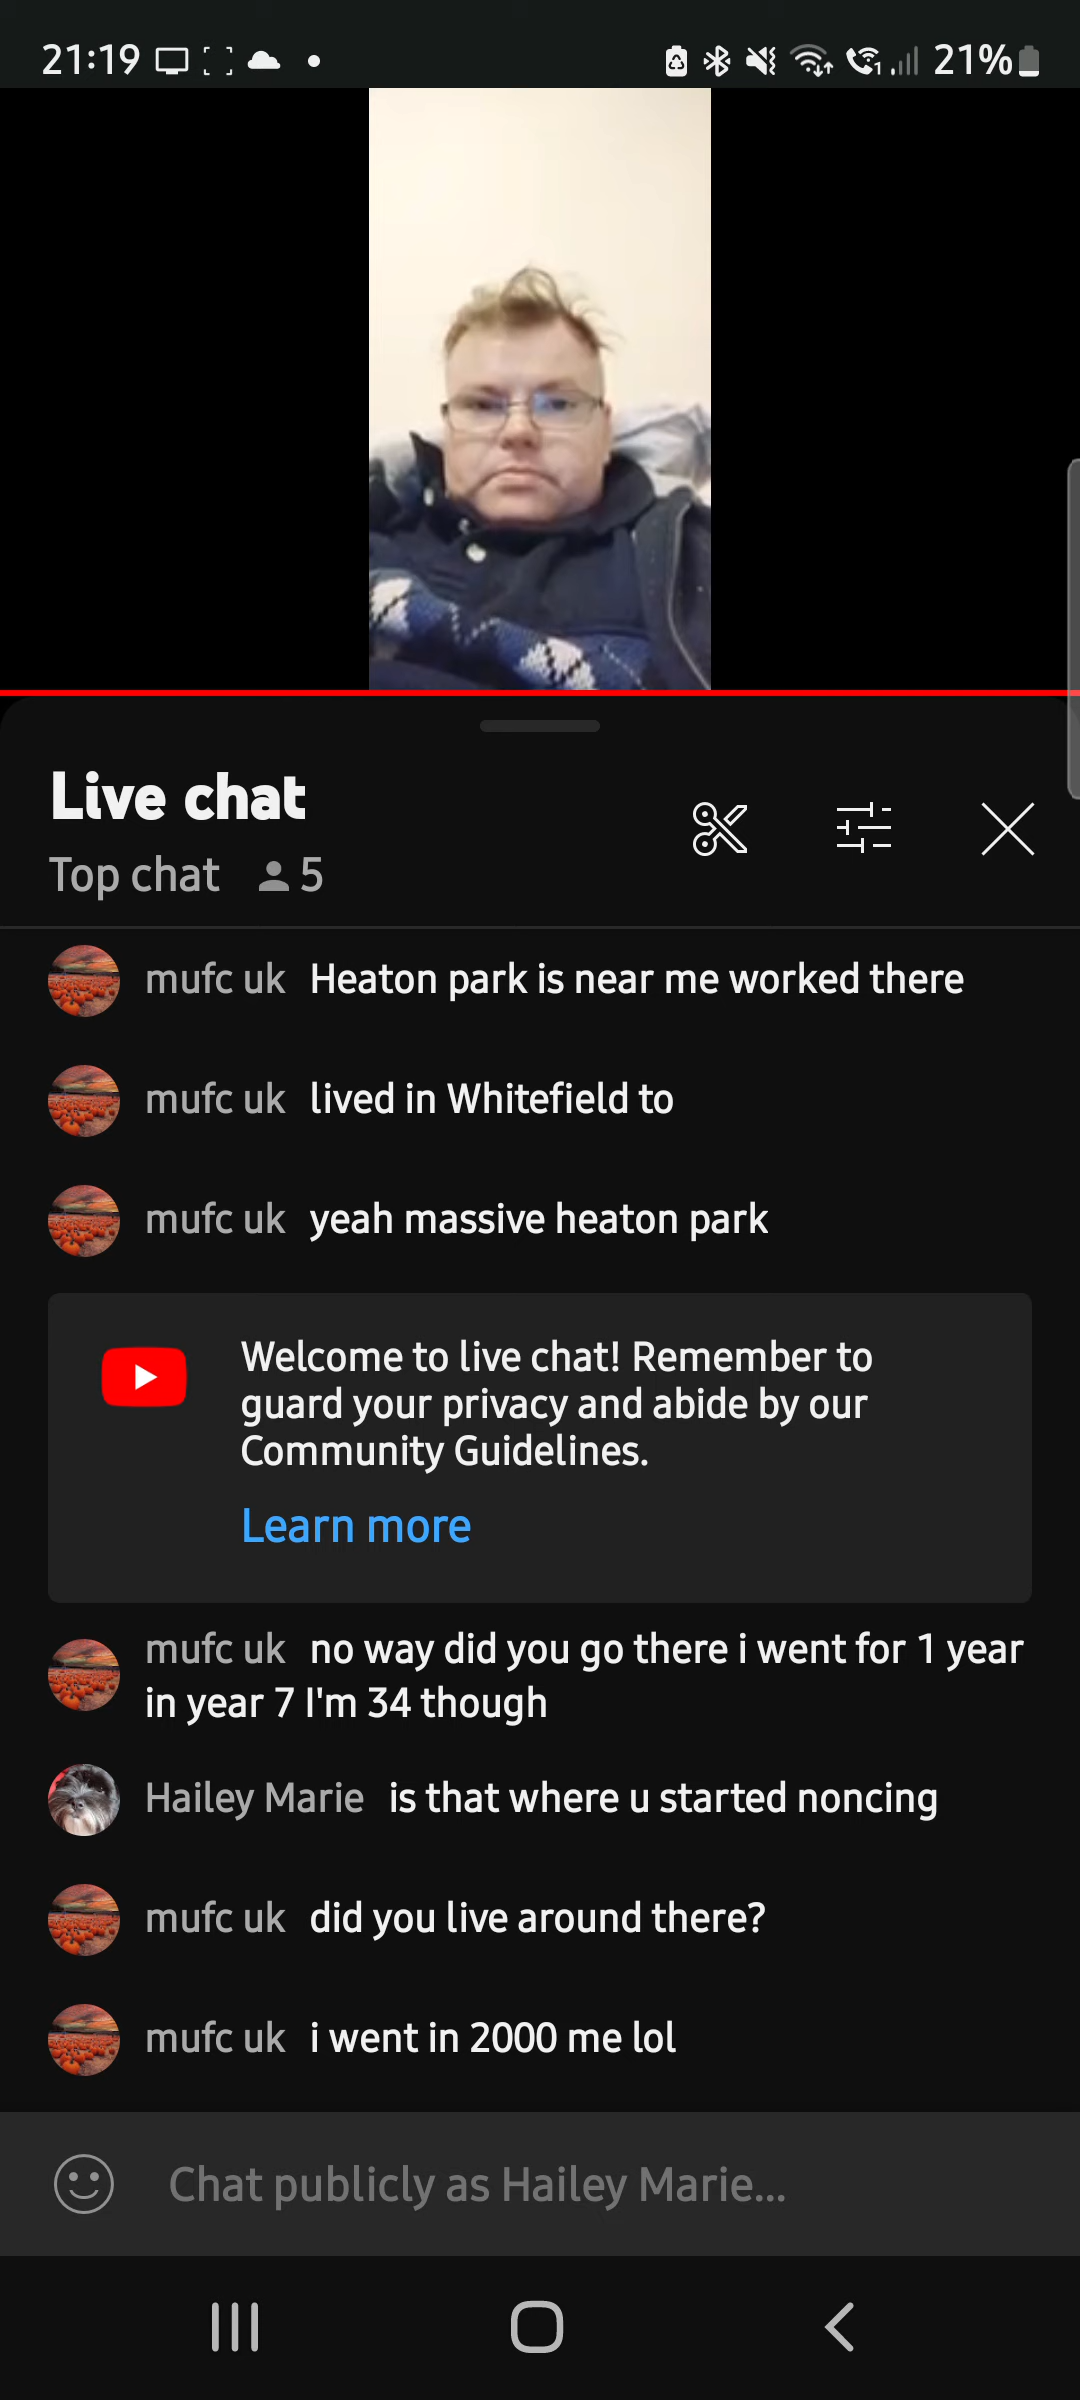 21:19
21%
Live chat
Top chat 5
mufc uk Heaton park is near me worked there
mufc uk lived in Whitefield to
mufc uk yeah massive heaton park
Welcome to live chat! Remember to
guard your privacy and abide by our
Community Guidelines.
Learn more
mufc uk no way did you go there i went for 1 year
in year 7 I'm 34 though
Hailey Marie is that where u started noncing
mufc uk did you live around there?
mufc uk i went in 2000 me lol
Chat publicly as Hailey Marie...